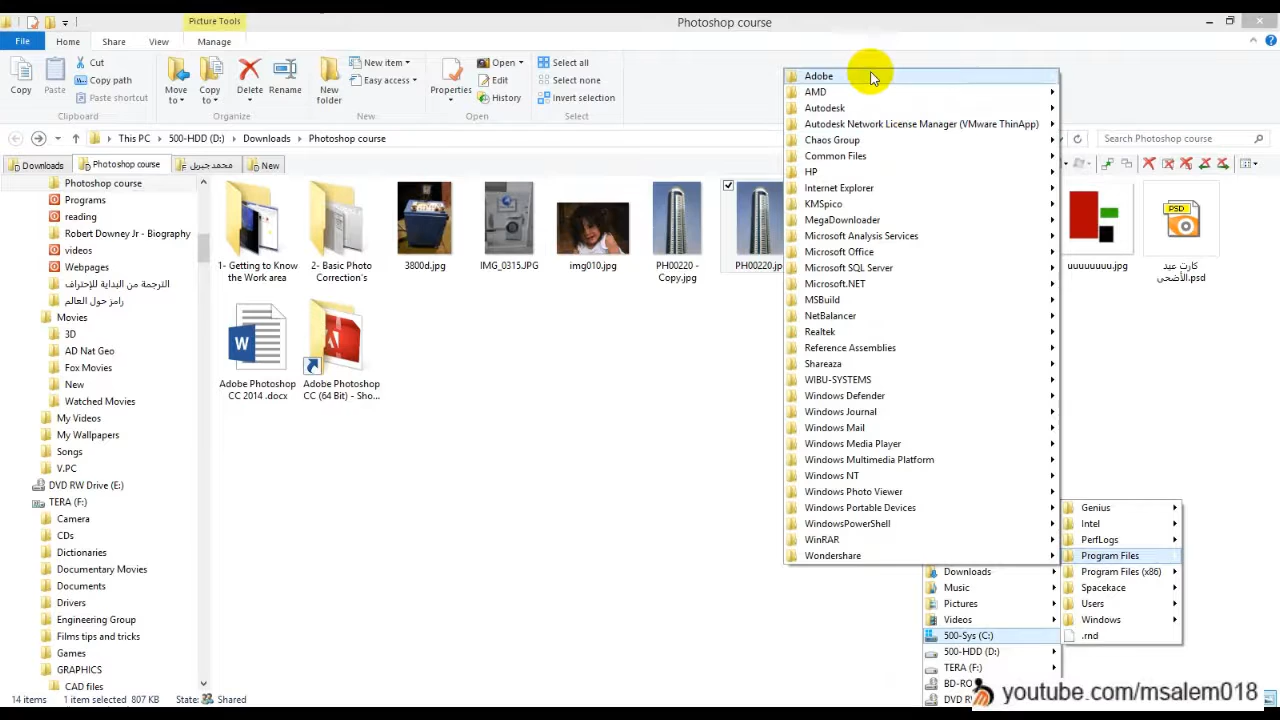 Picture Tools
Photoshop course
File
Home
Share
View
Manage
Copy
Paste
Cut
Copy path
Paste shortcut
Clipboard
Move to
Copy to
Delete
Rename
Organize
New folder
New item
Easy access
New
Properties
Open
Edit
History
Open
Select all
Select none
Invert selection
Select
This PC
500-HDD (D:)
Downloads
Photoshop course
Search Photoshop course
Downloads
Photoshop course
محمد جبريل
New
Photoshop course
Programs
reading
Robert Downey Jr - Biography
videos
Webpages
الترجمة من البداية للإحتراف
رامز حول العالم
Movies
3D
AD Nat Geo
Fox Movies
New
Watched Movies
My Videos
My Wallpapers
Songs
V.PC
DVD RW Drive (E:)
TERA (F:)
Camera
CDs
Dictionaries
Documentary Movies
Documents
Drivers
Engineering Group
Films tips and tricks
Games
GRAPHICS
CAD files
1- Getting to Know
the Work area
2- Basic Photo
Correction's
3800d.jpg
IMG_0315.JPG
img010.jpg
PH00220 -
Copy.jpg
PH00220.jp
uuuuuuuu.jpg
PSD
كارت عيد
الأضحى.psd
W
Adobe Photoshop
CC 2014 .docx
Adobe Photoshop
CC (64 Bit) - Sho...
Adobe
AMD
Autodesk
Autodesk Network License Manager (VMware ThinApp)
Chaos Group
Common Files
HP
Internet Explorer
KMSpico
MegaDownloader
Microsoft Analysis Services
Microsoft Office
Microsoft SQL Server
Microsoft.NET
MSBuild
NetBalancer
Realtek
Reference Assemblies
Shareaza
WIBU-SYSTEMS
Windows Defender
Windows Journal
Windows Mail
Windows Media Player
Windows Multimedia Platform
Windows NT
Windows Photo Viewer
Windows Portable Devices
WindowsPowerShell
WinRAR
Wondershare
Genius
Intel
PerfLogs
Program Files
Program Files (x86)
Spacekace
Users
Windows
.rnd
Downloads
Music
Pictures
Videos
500-Sys (C:)
500-HDD (D:)
TERA (F:)
BD-RO
DVD RW
14 items
1 item selected 807 KB
State:
Shared
youtube.com/msalem018